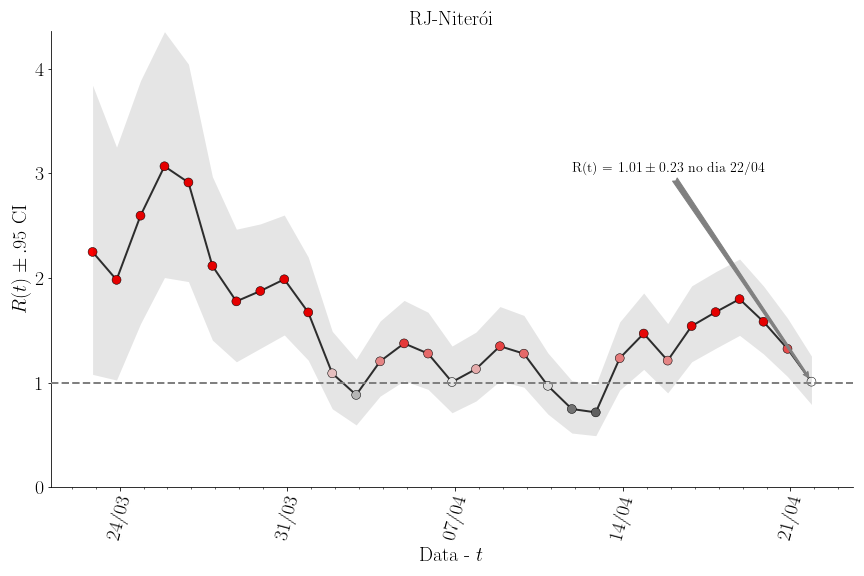 RJ-Niterói
4
3
2
1
0
R(t) ± .95 CI
R(t) = 1.01 ± 0.23 no dia 22/04
24/03
31/03
07/04
14/04
21/04
Data - t